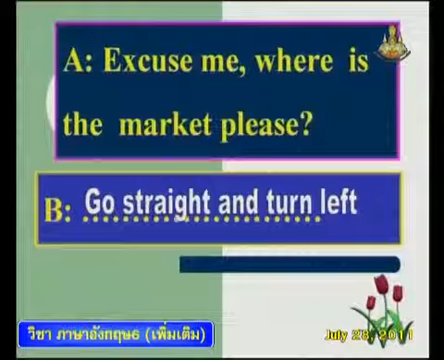 A: Excuse me, where is
the market please?
B: Go straight and turn left
วิชา ภาษาอังกฤษ6 (เพิ่มเติม)
July 28, 2011